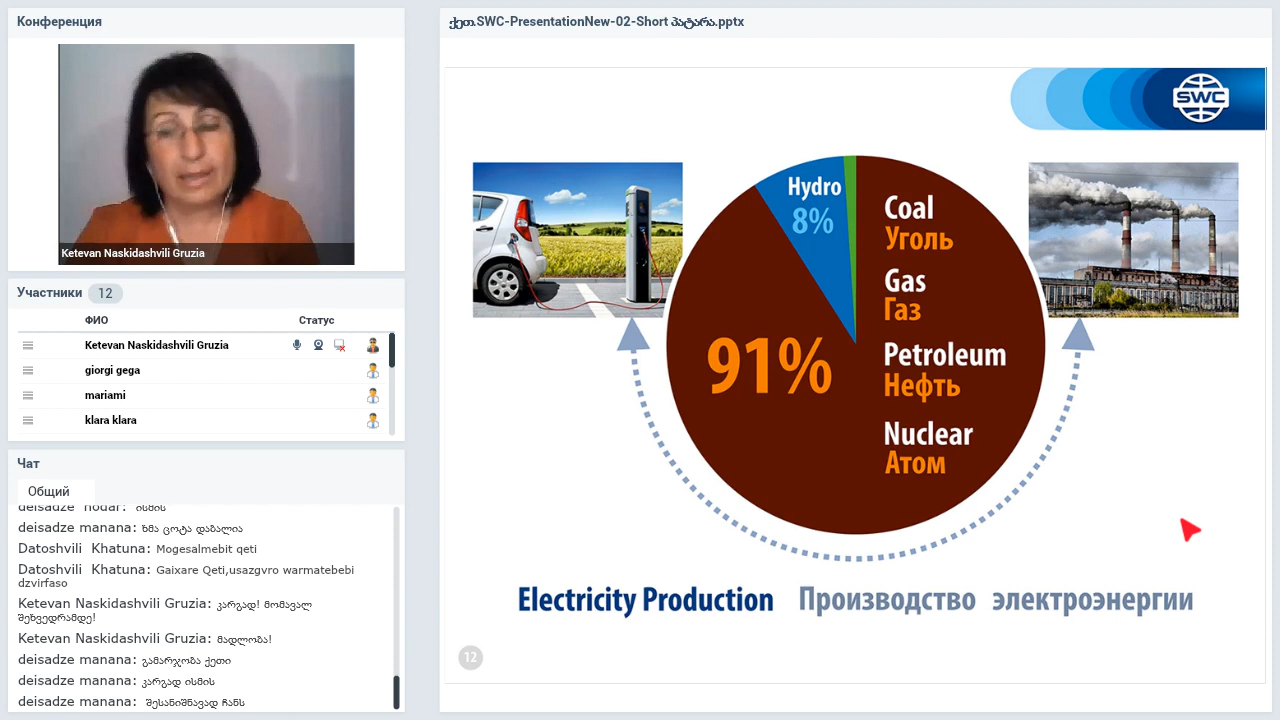 Конференция
Ketevan Naskidashvili Gruzia
Участники 12
ФИО Статус
Ketevan Naskidashvili Gruzia
giorgi gega
mariami
klara klara
Чат
Общий
deisadze nodar: ისმის
deisadze manana: ხმა ცოტა დაბალია
Datoshvili Khatuna: Mogesalmebit qeti
Datoshvili Khatuna: Gaixare Qeti,usazgvro warmatebebi
dzvirfaso
Ketevan Naskidashvili Gruzia: კარგად! მომავალ
შეხვედრამდე!
Ketevan Naskidashvili Gruzia: მადლობა!
deisadze manana: გამარჯობა ქეთი
deisadze manana: კარგად ისმის
deisadze manana: შესანიშნავად ჩანს
ქეთ.SWC-PresentationNew-02-Short პატარა.pptx
SWC
Hydro
8%
91%
Coal
Уголь
Gas
Газ
Petroleum
Нефть
Nuclear
Атом
Electricity Production Производство электроэнергии
12